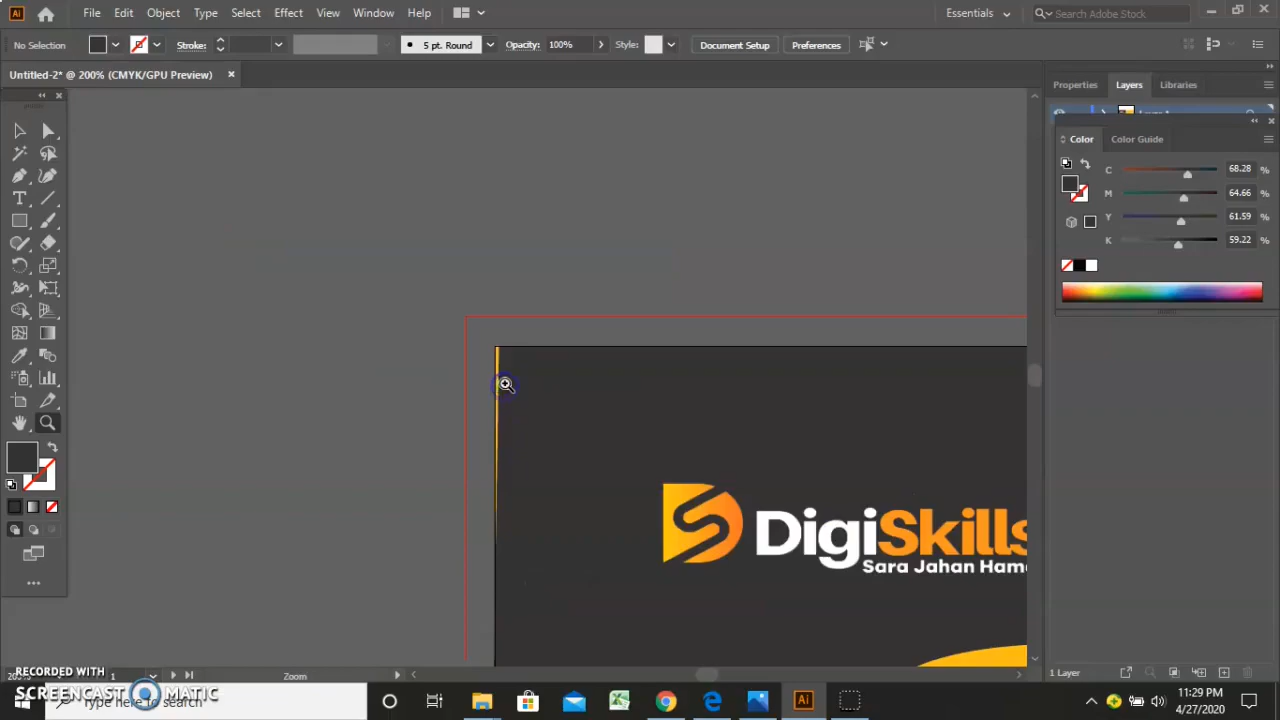 Ai File Edit Object Type Select Effect View Window Help Essentials Search Adobe Stock
No Selection Stroke: 5 pt. Round Opacity: 100% Style: Document Setup Preferences
Untitled-2* @ 200% (CMYK/GPU Preview)
Properties Layers Libraries
Color Color Guide
C 68.28 %
M 64.66 %
Y 61.59 %
K 59.22 %
DigiSkills
Sara Jahan Ham
1 Zoom 1 Layer
RECORDED WITH
SCREENCAST MATIC
Type here to search
Ai
11:29 PM
4/27/2020